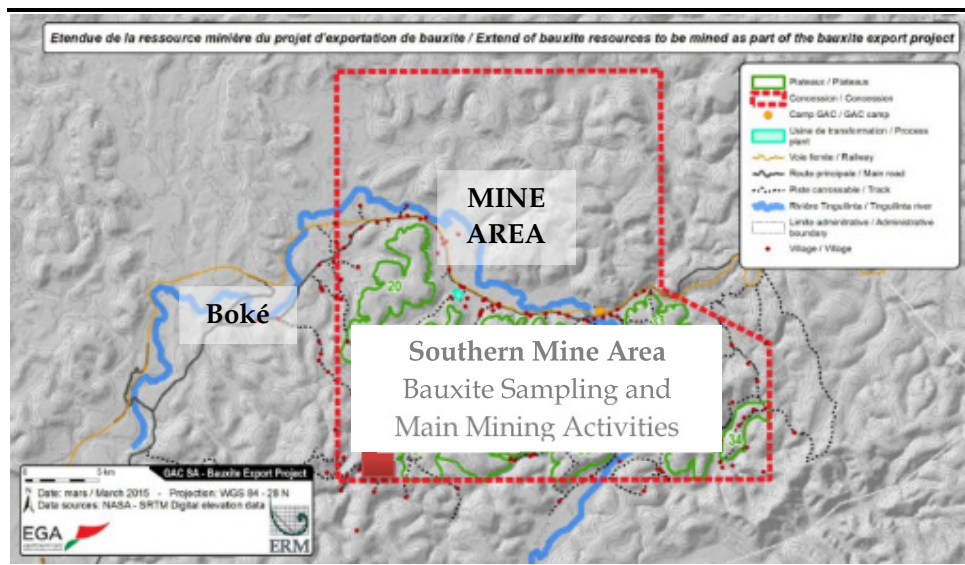 Etendue de la ressource minière du projet d'exportation de bauxite / Extend of bauxite resources to be mined as part of the bauxite export project
Plateaux / Plateaux
Concession / Concession
Camp GAC / GAC camp
Usine de transformation / Process
plant
Voie ferrée / Railway
Route principale / Main road
Piste carrossable / Track
Rivière Tinguilinta / Tinguilinta river
Limite adminitrative / Administrative
boundary
Village / Village
MINE
AREA
20
Boké
Southern Mine Area
Bauxite Sampling and
Main Mining Activities
34
0 5 km
GAC SA - Bauxite Export Project
N
Date: mars / March 2015 - Projection: WGS 84 - 28 N
Data sources: NASA - SRTM Digital elevation data
EGA
ERM